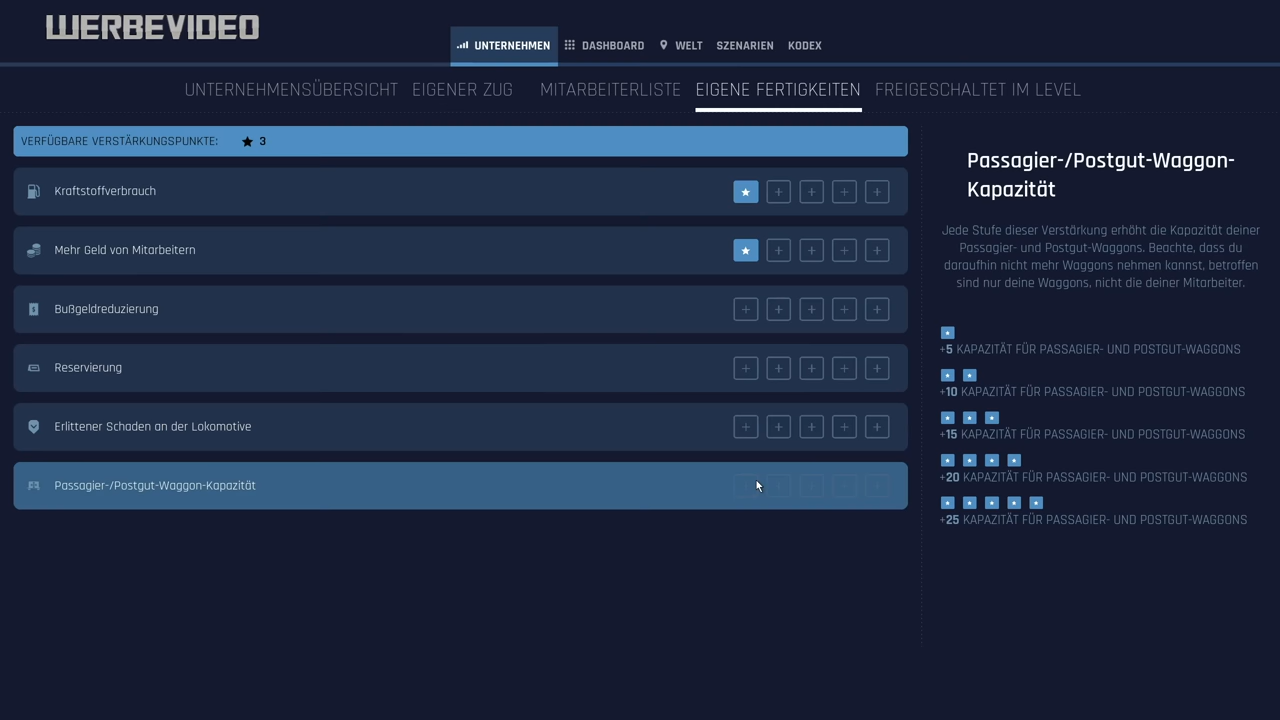 WERBEVIDEO
UNTERNEHMEN DASHBOARD WELT SZENARIEN KODEX
UNTERNEHMENSÜBERSICHT EIGENER ZUG MITARBEITERLISTE EIGENE FERTIGKEITEN FREIGESCHALTET IM LEVEL
VERFÜGBARE VERSTÄRKUNGSPUNKTE: 3
Kraftstoffverbrauch
Mehr Geld von Mitarbeitern
Bußgeldreduzierung
Reservierung
Erlittener Schaden an der Lokomotive
Passagier-/Postgut-Waggon-Kapazität
Passagier-/Postgut-Waggon-
Kapazität
Jede Stufe dieser Verstärkung erhöht die Kapazität deiner
Passagier- und Postgut-Waggons. Beachte, dass du
daraufhin nicht mehr Waggons nehmen kannst, betroffen
sind nur deine Waggons, nicht die deiner Mitarbeiter.
+5 KAPAZITÄT FÜR PASSAGIER- UND POSTGUT-WAGGONS
+10 KAPAZITÄT FÜR PASSAGIER- UND POSTGUT-WAGGONS
+15 KAPAZITÄT FÜR PASSAGIER- UND POSTGUT-WAGGONS
+20 KAPAZITÄT FÜR PASSAGIER- UND POSTGUT-WAGGONS
+25 KAPAZITÄT FÜR PASSAGIER- UND POSTGUT-WAGGONS